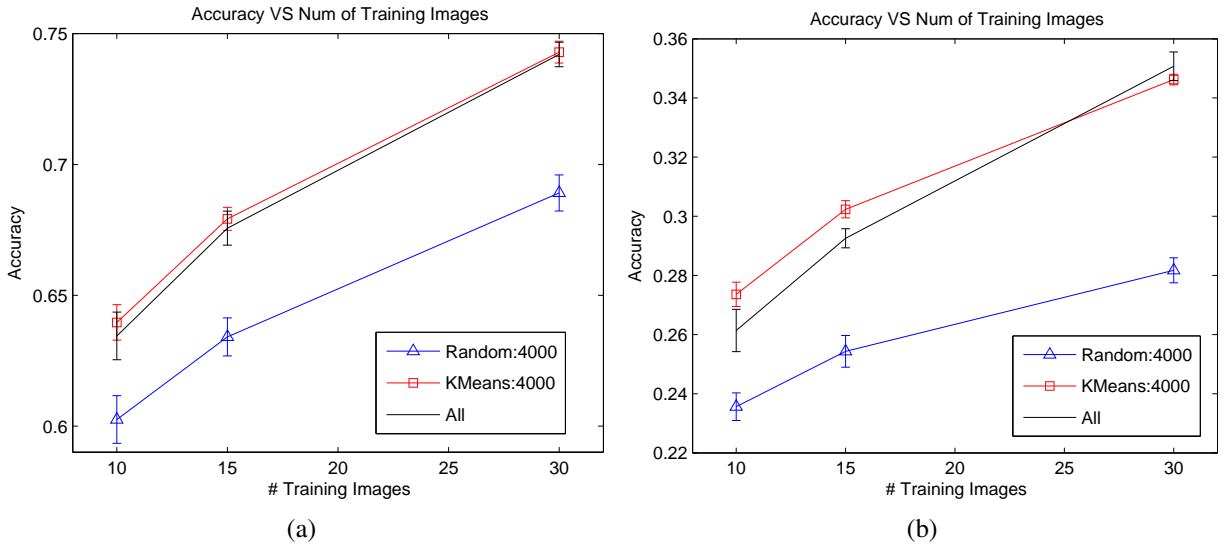 Accuracy VS Num of Training Images
0.75
0.7
0.65
0.6
Accuracy
10
15
20
25
30
# Training Images
Random:4000
KMeans:4000
All
(a)
Accuracy VS Num of Training Images
0.36
0.34
0.32
0.3
0.28
0.26
0.24
0.22
Accuracy
10
15
20
25
30
# Training Images
Random:4000
KMeans:4000
All
(b)